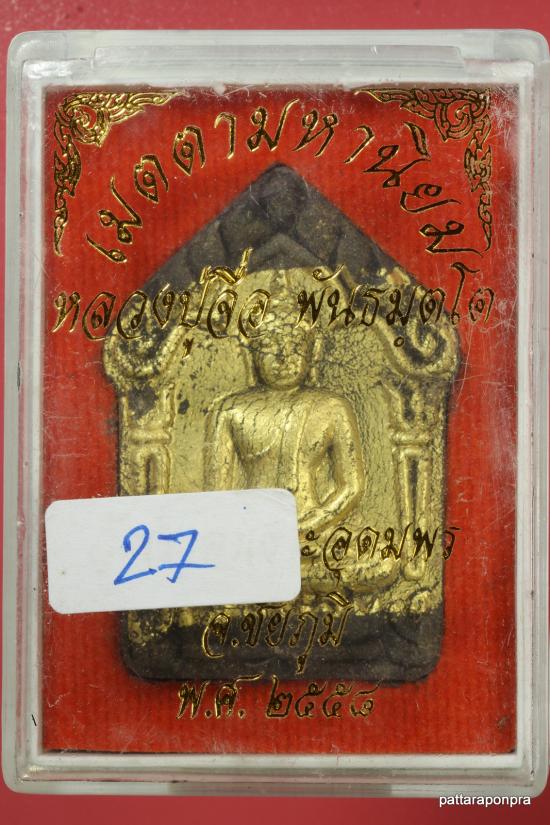 เมตตามหานิยม
หลวงปู่จื่อ พันธมุตโต
27
ะอุดมพร
จ.ชัยภูมิ
พ.ศ. ๒๕๕๘
pattaraponpra